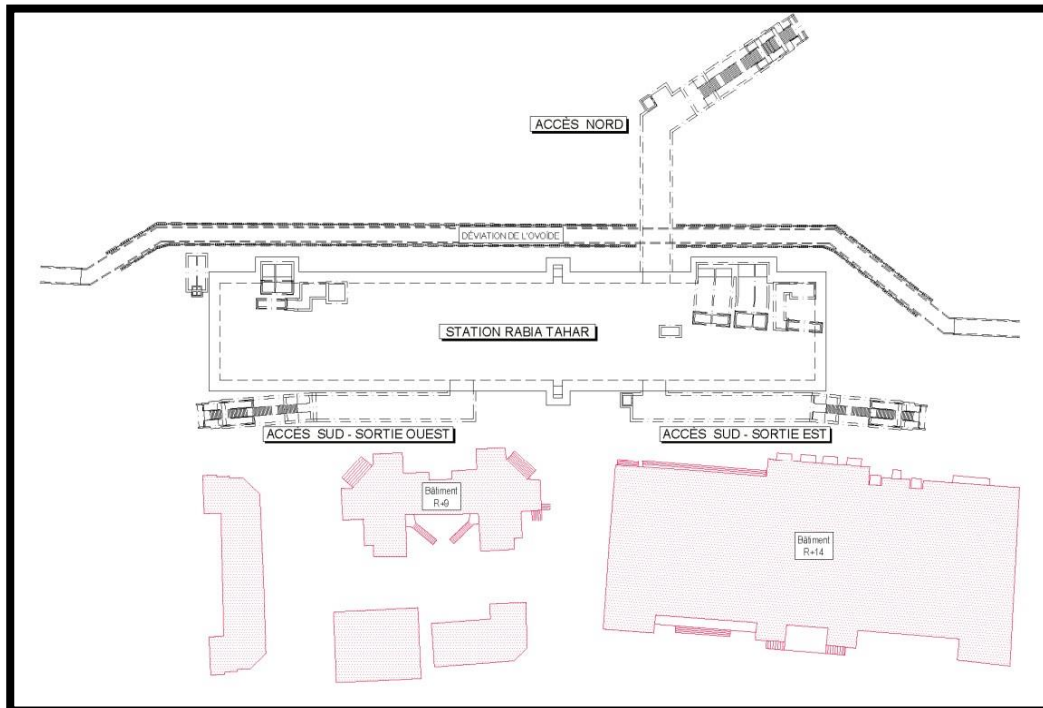 ACCÈS NORD
DÉVIATION DE L'OVOÏDE
STATION RABIA TAHAR
ACCÈS SUD - SORTIE OUEST
ACCÈS SUD - SORTIE EST
Bâtiment
R+9
Bâtiment
R+14